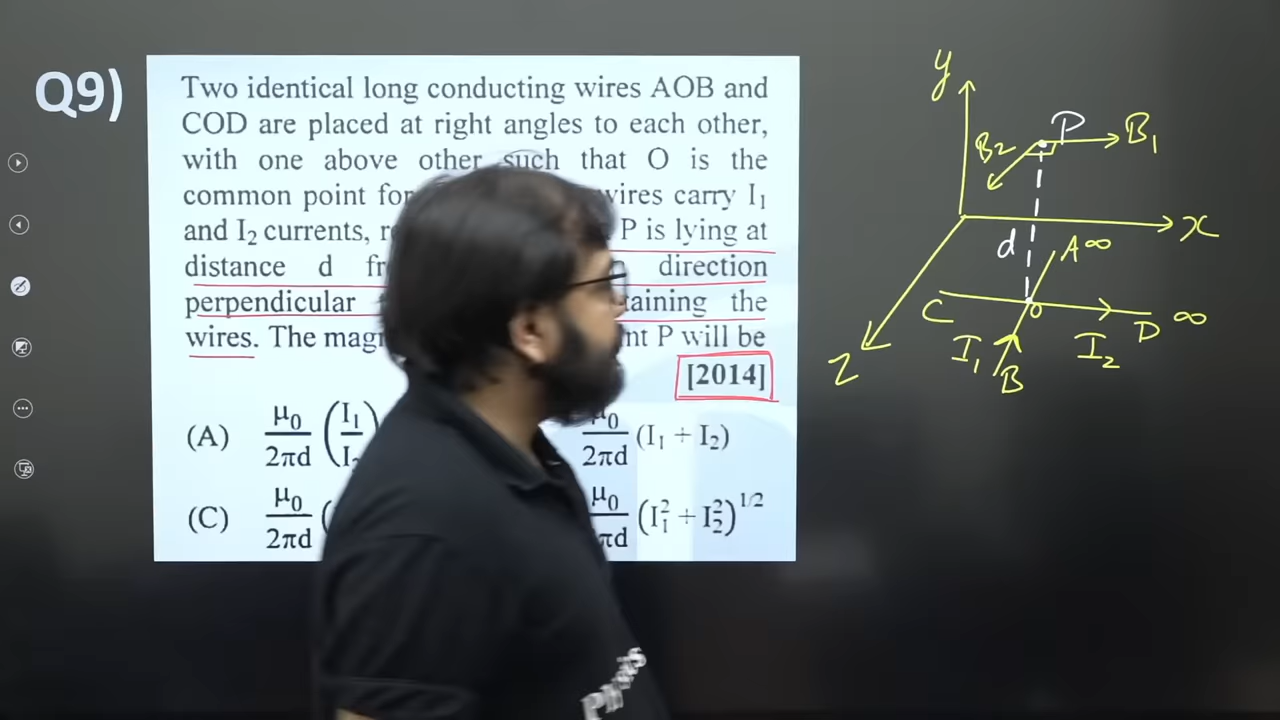 Q9)
Two identical long conducting wires AOB and
COD are placed at right angles to each other,
with one above other such that O is the
common point for wires carry I₁
and I₂ currents, P is lying at
distance d direction
perpendicular the
wires. The point P will be
[2014]
(A) μ₀/2πd (I₁/I
μ₀/2πd (I₁ + I₂)
(C) μ₀/2πd (
μ₀/πd (I₁² + I₂²)^1/2
y
P
B₁
B2
x
d
A∞
C
o
D ∞
I₁
I₂
B
Z